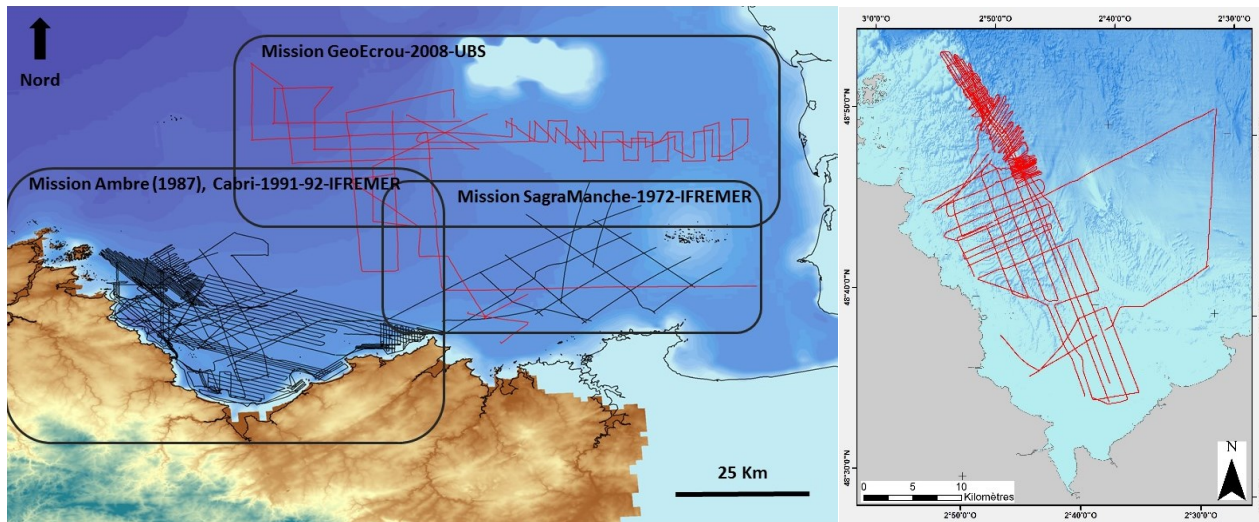 Nord
Mission GeoEcrou-2008-UBS
Mission Ambre (1987), Cabri-1991-92-IFREMER
Mission SagraManche-1972-IFREMER
25 Km
3°0'0"O
2°50'0"O
2°40'0"O
2°30'0"O
48°50'0"N
48°40'0"N
48°30'0"N
N
0 5 10
Kilomètres
2°50'0"O
2°40'0"O
2°30'0"O